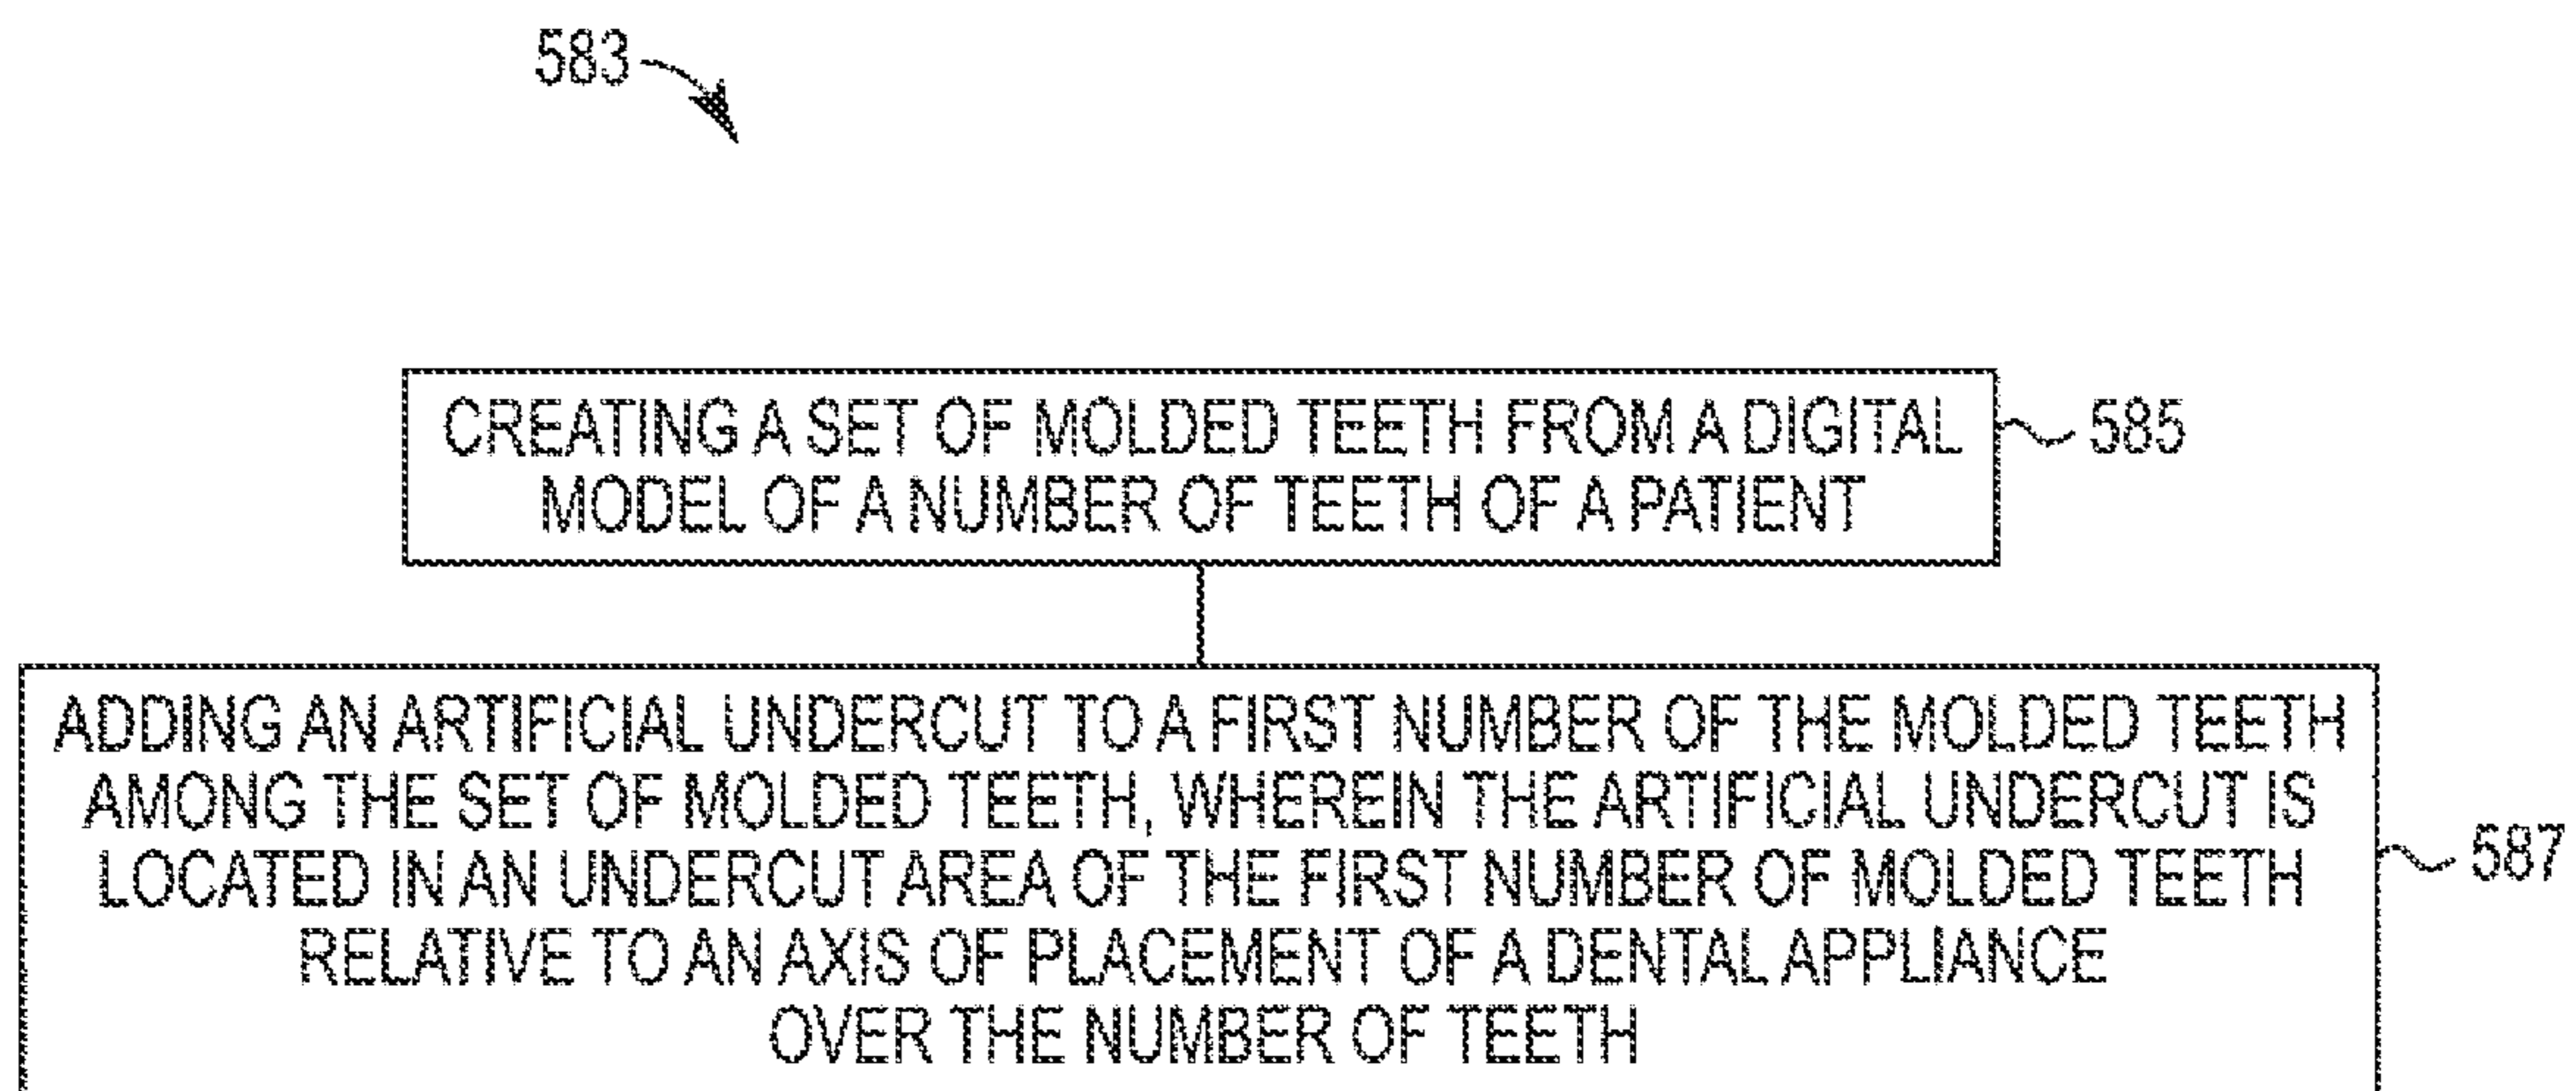 583
CREATING A SET OF MOLDED TEETH FROM A DIGITAL
MODEL OF A NUMBER OF TEETH OF A PATIENT
585
ADDING AN ARTIFICIAL UNDERCUT TO A FIRST NUMBER OF THE MOLDED TEETH
AMONG THE SET OF MOLDED TEETH, WHEREIN THE ARTIFICIAL UNDERCUT IS
LOCATED IN AN UNDERCUT AREA OF THE FIRST NUMBER OF MOLDED TEETH
RELATIVE TO AN AXIS OF PLACEMENT OF A DENTAL APPLIANCE
OVER THE NUMBER OF TEETH
587